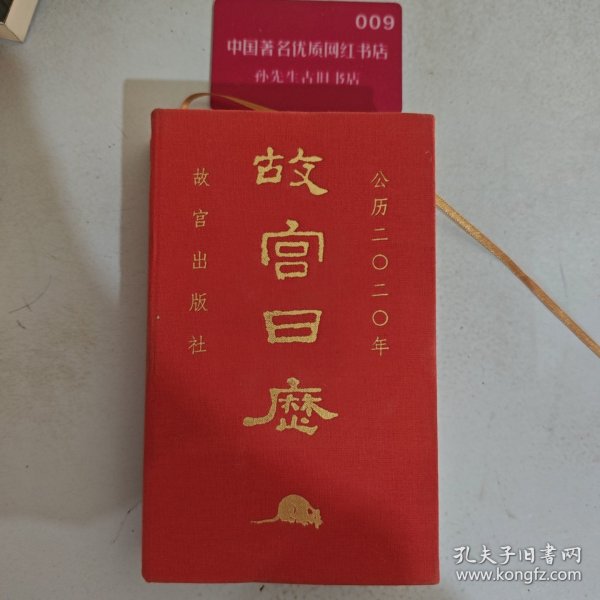 009
中国著名优质网红书店
孙先生古旧书店
公历二〇二〇年
故宫日历
故宫出版社
孔夫子旧书网
www.kongfz.com